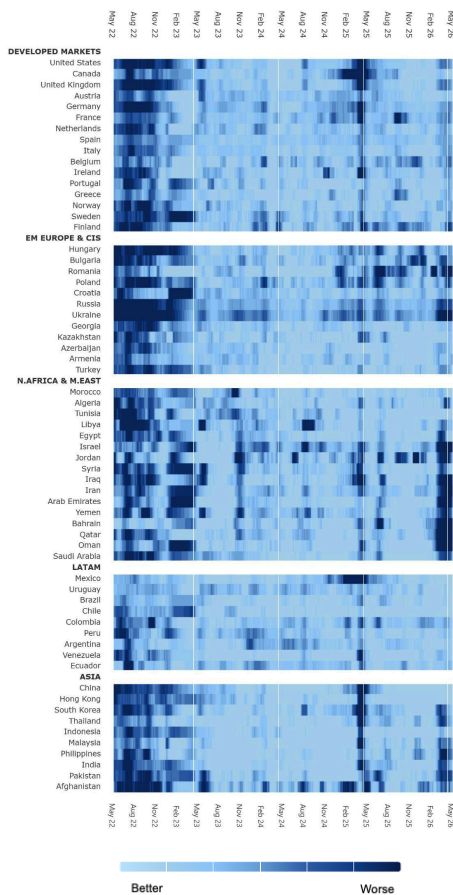 May 22 Aug 22 Nov 22 Feb 23 May 23 Aug 23 Nov 23 Feb 24 May 24 Aug 24 Nov 24 Feb 25 May 25 Aug 25 Nov 25 Feb 26 May 26
DEVELOPED MARKETS
United States
Canada
United Kingdom
Austria
Germany
France
Netherlands
Spain
Italy
Belgium
Ireland
Portugal
Greece
Norway
Sweden
Finland
EM EUROPE & CIS
Hungary
Bulgaria
Romania
Poland
Croatia
Russia
Ukraine
Georgia
Kazakhstan
Azerbaijan
Armenia
Turkey
N.AFRICA & M.EAST
Morocco
Algeria
Tunisia
Libya
Egypt
Israel
Jordan
Syria
Iraq
Iran
Arab Emirates
Yemen
Bahrain
Qatar
Oman
Saudi Arabia
LATAM
Mexico
Uruguay
Brazil
Chile
Colombia
Peru
Argentina
Venezuela
Ecuador
ASIA
China
Hong Kong
South Korea
Thailand
Indonesia
Malaysia
Philippines
India
Pakistan
Afghanistan
May 22 Aug 22 Nov 22 Feb 23 May 23 Aug 23 Nov 23 Feb 24 May 24 Aug 24 Nov 24 Feb 25 May 25 Aug 25 Nov 25 Feb 26 May 26
Better Worse